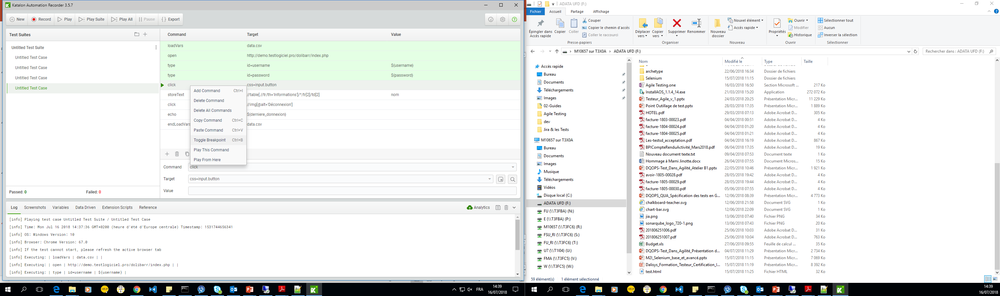 Katalon Automation Recorder 3.5.7
New Record Play Play Suite Play All Pause Export
Test Suites
Untitled Test Suite
Untitled Test Case
Untitled Test Case
Untitled Test Case
Untitled Test Case
Passed: 0 Failed: 0
Command Target Value
loadVars data.csv
open http://demo.testlogiciel.pro/dolibarr/index.php
type id=username ${username}
type id=password ${password}
click css=input.button
storeText //table[.//tr/th='Informations']/*/tr[2]/td[2] nom
click //img[@alt='Déconnexion']
echo ${derniere_donnexion}
endLoadVars data.csv
Add Command Ctrl+I
Delete Command
Delete All Commands
Copy Command Ctrl+C
Paste Command Ctrl+V
Toggle Breakpoint Ctrl+B
Play This Command
Play From Here
Command click
Target css=input.button
Value
Log Screenshots Variables Data Driven Extension Scripts Reference Analytics
[info] Playing test case Untitled Test Suite / Untitled Test Case
[info] Time: Mon Jul 16 2018 14:37:36 GMT+0200 (heure d'été d'Europe centrale) Timestamp: 1531744656341
[info] OS: Windows Version: 10
[info] Browser: Chrome Version: 67.0
[info] If the test cannot start, please refresh the active browser tab
[info] Executing: | loadVars | data.csv | |
[info] Executing: | open | http://demo.testlogiciel.pro/dolibarr/index.php | |
[info] Executing: | type | id=username | ${username} |
HELP
FRA
14:39
16/07/2018
ADATA UFD (F:)
Fichier Accueil Partage Affichage
Épingler dans Accès rapide
Copier
Coller
Couper
Copier le chemin d'accès
Coller le raccourci
Presse-papiers
Déplacer vers
Copier vers
Supprimer
Renommer
Organiser
Nouveau dossier
Nouvel élément
Accès rapide
Nouveau
Propriétés
Ouvrir
Modifier
Historique
Ouvrir
Sélectionner tout
Aucun
Inverser la sélection
Sélectionner
M10657 sur T3X0A > ADATA UFD (F:)
Rechercher dans : ADATA UFD (F:)
Accès rapide
Bureau
Documents
Téléchargements
Images
02-Guides
Agile Testing
dev
Jira & les Tests
M10657 sur T3X0A
Bureau
Documents
Images
Musique
Téléchargements
Vidéos
Disque local (C:)
ADATA UFD (F:)
FU (\\T3FBA) (N:)
E (\\T3FBA) (P:)
M10657 (\\T3FC6) (R:)
FSU_RI (\\T3FC6) (S:)
FU_RI (\\T3FC6) (T:)
U7 (\\T1I04) (U:)
FMA (\\T3FC5) (V:)
W (\\T3FC5) (W:)
Nom Modifié le Type Taille
archetype 22/06/2018 16:34 Dossier de fichiers
Selenium 15/07/2018 11:15 Dossier de fichiers
Agile Testing.one 16/03/2018 16:50 Section Microsoft ... 217 Ko
InstallAOS_1.1.4_14.exe 21/03/2018 15:20 Application 272 072 Ko
Testeur_Agile_v_1.pptx 24/03/2018 20:25 Présentation Micr... 11 229 Ko
Point Outillage de test.pptx 28/03/2018 17:35 Présentation Micr... 1 889 Ko
HOTEL.pdf 29/03/2018 07:13 Adobe Acrobat D... 305 Ko
facture-1803-00023.pdf 04/04/2018 00:51 Adobe Acrobat D... 4 Ko
facture-1804-00024.pdf 04/04/2018 01:20 Adobe Acrobat D... 4 Ko
facture-1804-00025.pdf 04/04/2018 01:21 Adobe Acrobat D... 4 Ko
Les-testsd_acceptation.pdf 04/04/2018 16:19 Adobe Acrobat D... 867 Ko
BPICompteRenduActivité_Mars2018.pdf 06/04/2018 17:35 Adobe Acrobat D... 19 Ko
Nouveau document texte.txt 09/04/2018 07:53 Document texte 1 Ko
Hommage à Mami Jinotte.docx 26/04/2018 07:55 Document Micros... 15 Ko
DQOPS-Test_Dans_Agilité_Atelier B1.pptx 22/05/2018 10:46 Présentation Micr... 1 921 Ko
avoir-1805-00028.pdf 28/05/2018 19:42 Adobe Acrobat D... 4 Ko
facture-1805-00029.pdf 28/05/2018 19:44 Adobe Acrobat D... 4 Ko
facture-1805-00030.pdf 05/06/2018 07:55 Adobe Acrobat D... 4 Ko
DQOPS_QUA_Spécification des tests en G... 12/06/2018 08:39 Présentation Micr... 4 773 Ko
chalkboard-teacher.svg 12/06/2018 21:58 Document SVG 1 Ko
chart-bar.svg 12/06/2018 22:09 Document SVG 1 Ko
jia.png 13/06/2018 07:40 Fichier PNG 34 Ko
sonarqube_logo_720-1.png 13/06/2018 07:43 Fichier PNG 20 Ko
201806251006.pdf 25/06/2018 10:03 Adobe Acrobat D... 31 Ko
201806251007.pdf 25/06/2018 10:04 Adobe Acrobat D... 763 Ko
Budget.xls 27/06/2018 09:55 Feuille de calcul ... 35 Ko
DQOPS-Test_Dans_Agilité_Présentation d... 04/07/2018 11:29 Présentation Micr... 2 734 Ko
M2I_Selenium_base_et_avancé.pptx 15/07/2018 11:15 Présentation Micr... 7 069 Ko
Dalisys_Formation_Testeur_Certification_I... 15/07/2018 11:19 Présentation Micr... 8 392 Ko
test.html 15/07/2018 11:25 Fichier HTML 32 Ko
59 élément(s) 1 élément sélectionné
HELP
14:39
16/07/2018